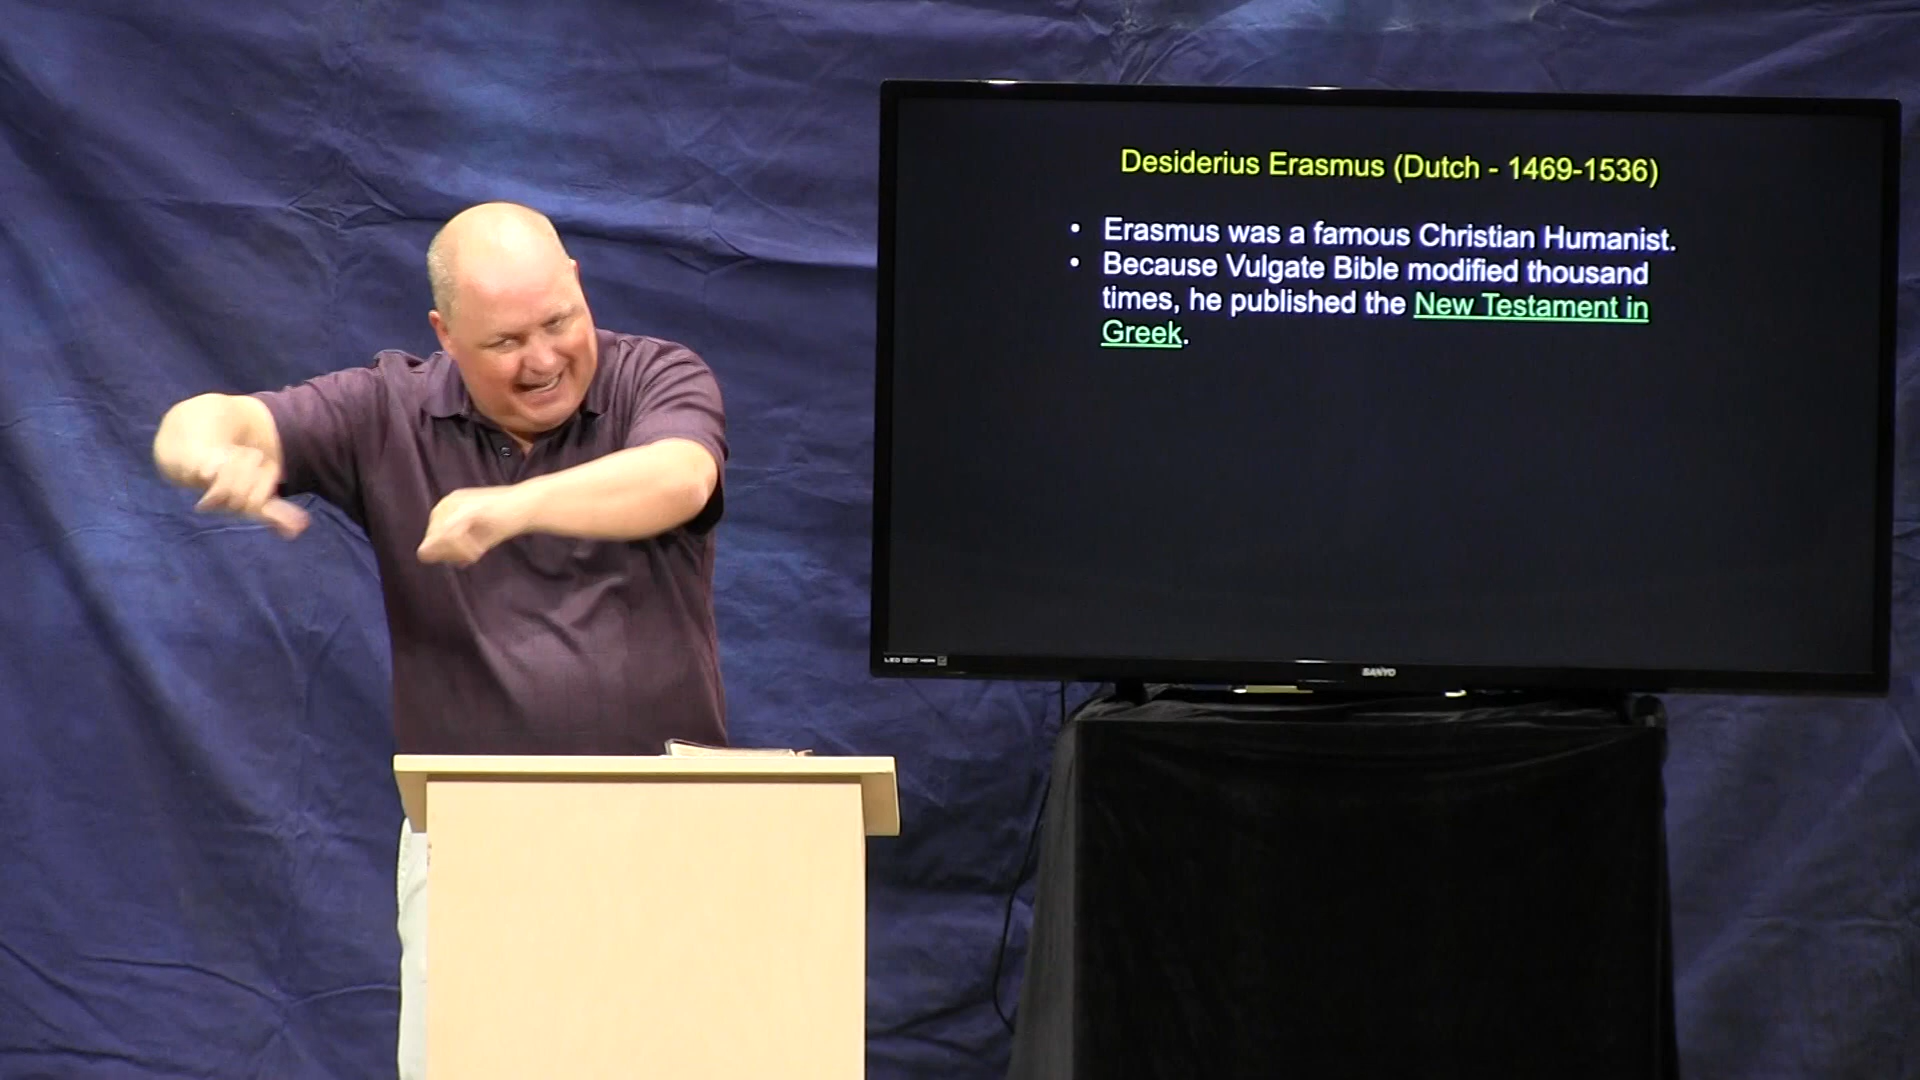 Desiderius Erasmus (Dutch - 1469-1536)
• Erasmus was a famous Christian Humanist.
• Because Vulgate Bible modified thousand
times, he published the New Testament in
Greek.
SANYO